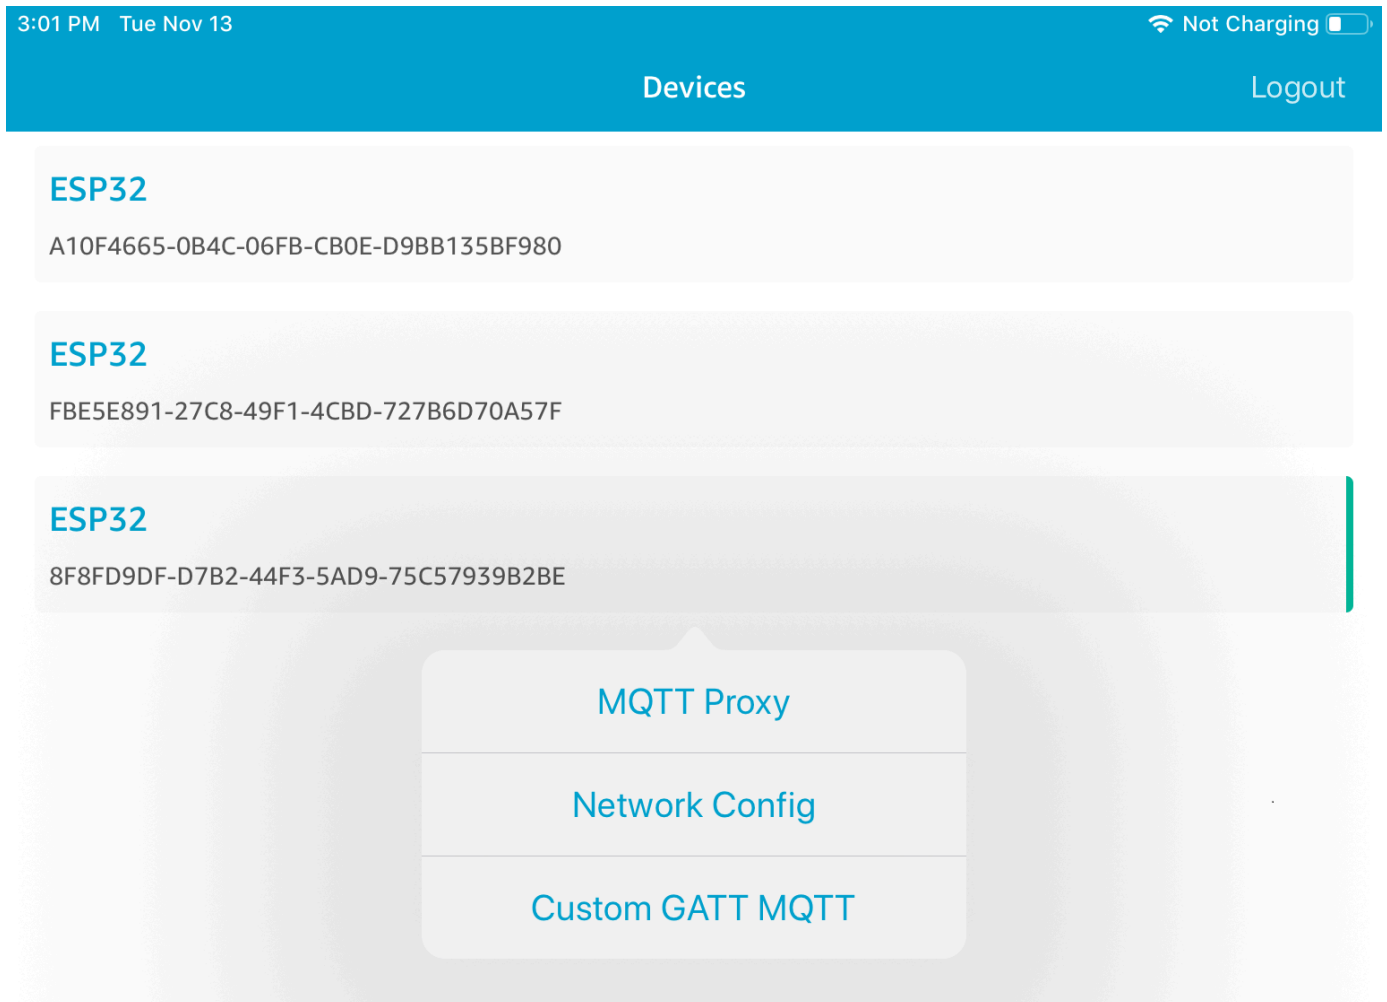 3:01 PM Tue Nov 13 Not Charging
Devices Logout
ESP32
A10F4665-0B4C-06FB-CB0E-D9BB135BF980
ESP32
FBE5E891-27C8-49F1-4CBD-727B6D70A57F
ESP32
8F8FD9DF-D7B2-44F3-5AD9-75C57939B2BE
MQTT Proxy
Network Config
Custom GATT MQTT